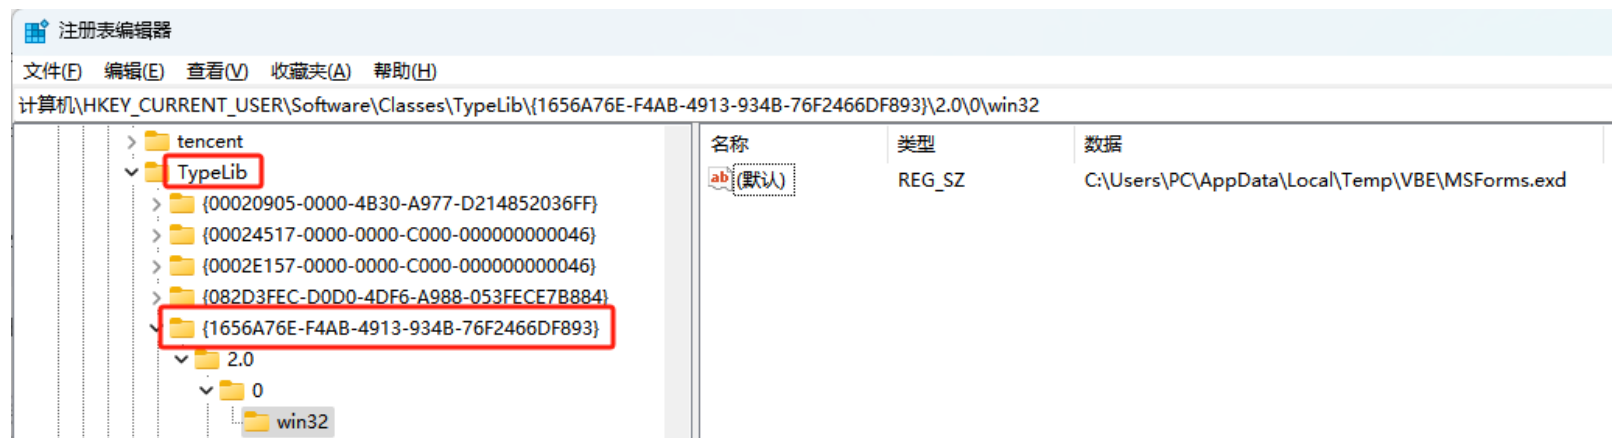 注册表编辑器
文件(F) 编辑(E) 查看(V) 收藏夹(A) 帮助(H)
计算机\HKEY_CURRENT_USER\Software\Classes\TypeLib\{1656A76E-F4AB-4913-934B-76F2466DF893}\2.0\0\win32
tencent
TypeLib
{00020905-0000-4B30-A977-D214852036FF}
{00024517-0000-0000-C000-000000000046}
{0002E157-0000-0000-C000-000000000046}
{082D3FEC-D0D0-4DF6-A988-053FECE7B884}
{1656A76E-F4AB-4913-934B-76F2466DF893}
2.0
0
win32
名称 类型 数据
ab (默认) REG_SZ C:\Users\PC\AppData\Local\Temp\VBE\MSForms.exd